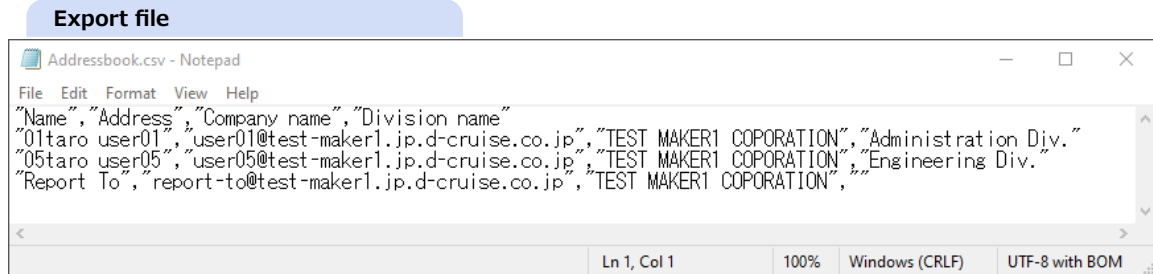 Export file
Addressbook.csv - Notepad
File Edit Format View Help
"Name","Address","Company name","Division name"
"01taro user01","user01@test-maker1.jp.d-cruise.co.jp","TEST MAKER1 COPORATION","Administration Div."
"05taro user05","user05@test-maker1.jp.d-cruise.co.jp","TEST MAKER1 COPORATION","Engineering Div."
"Report To","report-to@test-maker1.jp.d-cruise.co.jp","TEST MAKER1 COPORATION",""
Ln 1, Col 1 100% Windows (CRLF) UTF-8 with BOM